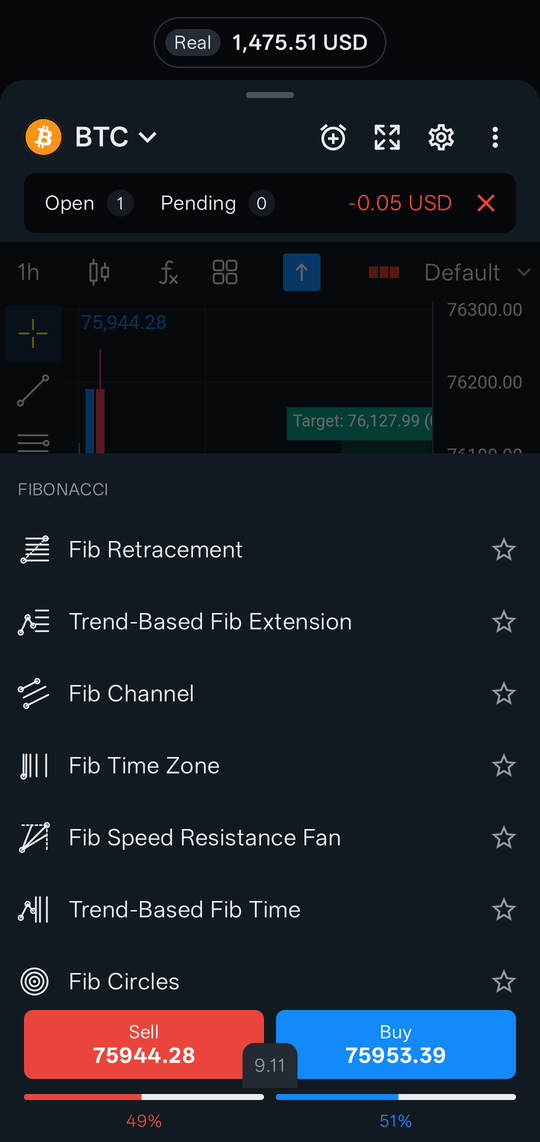 Real 1,475.51 USD
BTC
Open 1 Pending 0 -0.05 USD
1h Default
76300.00
75,944.28
76200.00
Target: 76,127.99
FIBONACCI
Fib Retracement
Trend-Based Fib Extension
Fib Channel
Fib Time Zone
Fib Speed Resistance Fan
Trend-Based Fib Time
Fib Circles
Sell Buy
75944.28 9.11 75953.39
49% 51%